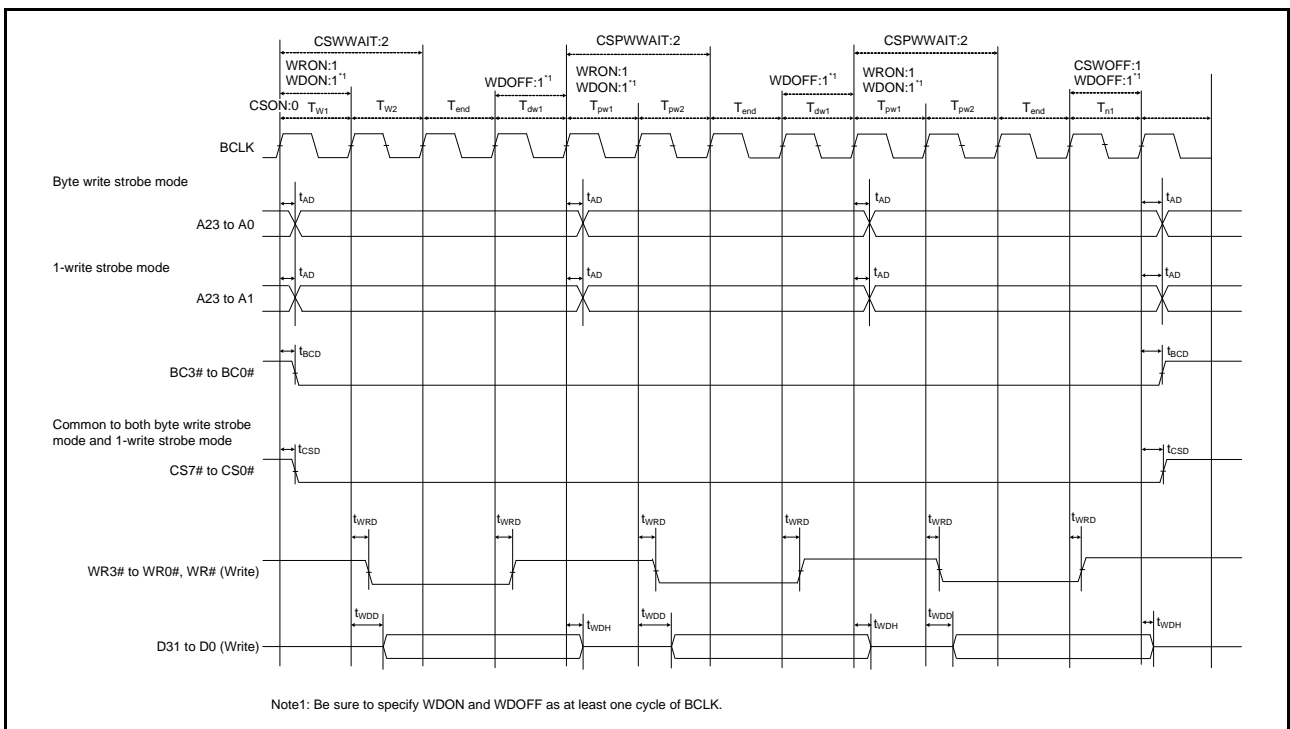 CSWWAIT:2 CSPWWAIT:2 CSPWWAIT:2
WRON:1 WRON:1 WRON:1 CSWOFF:1
WDON:1*1 WDOFF:1*1 WDON:1*1 WDOFF:1*1 WDON:1*1 WDOFF:1*1
CSON:0 TW1 TW2 Tend Tdw1 Tpw1 Tpw2 Tend Tdw1 Tpw1 Tpw2 Tend Tn1
BCLK
Byte write strobe mode
tAD tAD tAD tAD
A23 to A0
1-write strobe mode
tAD tAD tAD tAD
A23 to A1
tBCD tBCD
BC3# to BC0#
Common to both byte write strobe
mode and 1-write strobe mode
tCSD tCSD
CS7# to CS0#
tWRD tWRD tWRD tWRD tWRD tWRD
WR3# to WR0#, WR# (Write)
tWDD tWDH tWDD tWDH tWDD tWDH
D31 to D0 (Write)
Note1: Be sure to specify WDON and WDOFF as at least one cycle of BCLK.